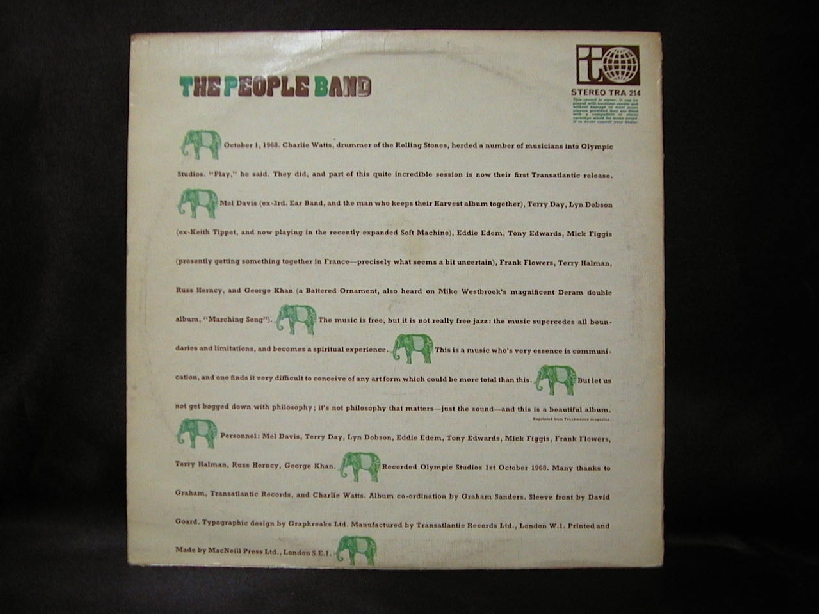 THE PEOPLE BAND
STEREO TRA 214
October 1, 1968. Charlie Watts, drummer of the Rolling Stones, herded a number of musicians into Olympic
Studios. "Play," he said. They did, and part of this quite incredible session is now their first Transatlantic release.
Mel Davis (ex-3rd. Ear Band, and the man who keeps their Harvest album together), Terry Day, Lyn Dobson
(ex-Keith Tippet, and now playing in the recently expanded Soft Machine), Eddie Edem, Tony Edwards, Mick Figgis
(presently getting something together in France—precisely what seems a bit uncertain), Frank Flowers, Terry Halman,
Russ Herncy, and George Khan (a Battered Ornament, also heard on Mike Westbrook's magnificent Deram double
album, "Marching Song"). The music is free, but it is not really free jazz: the music supercedes all boun-
daries and limitations, and becomes a spiritual experience. This is a music who's very essence is communi-
cation, and one finds it very difficult to conceive of any artform which could be more total than this. But let us
not get bogged down with philosophy; it's not philosophy that matters—just the sound—and this is a beautiful album.
Personnel: Mel Davis, Terry Day, Lyn Dobson, Eddie Edem, Tony Edwards, Mick Figgis, Frank Flowers,
Terry Halman, Russ Herncy, George Khan. Recorded Olympic Studios 1st October 1968. Many thanks to
Graham, Transatlantic Records, and Charlie Watts. Album co-ordination by Graham Sanders. Sleeve front by David
Goard. Typographic design by Grapkreake Ltd. Manufactured by Transatlantic Records Ltd., London W.1. Printed and
Made by MacNeill Press Ltd., London S.E.1.